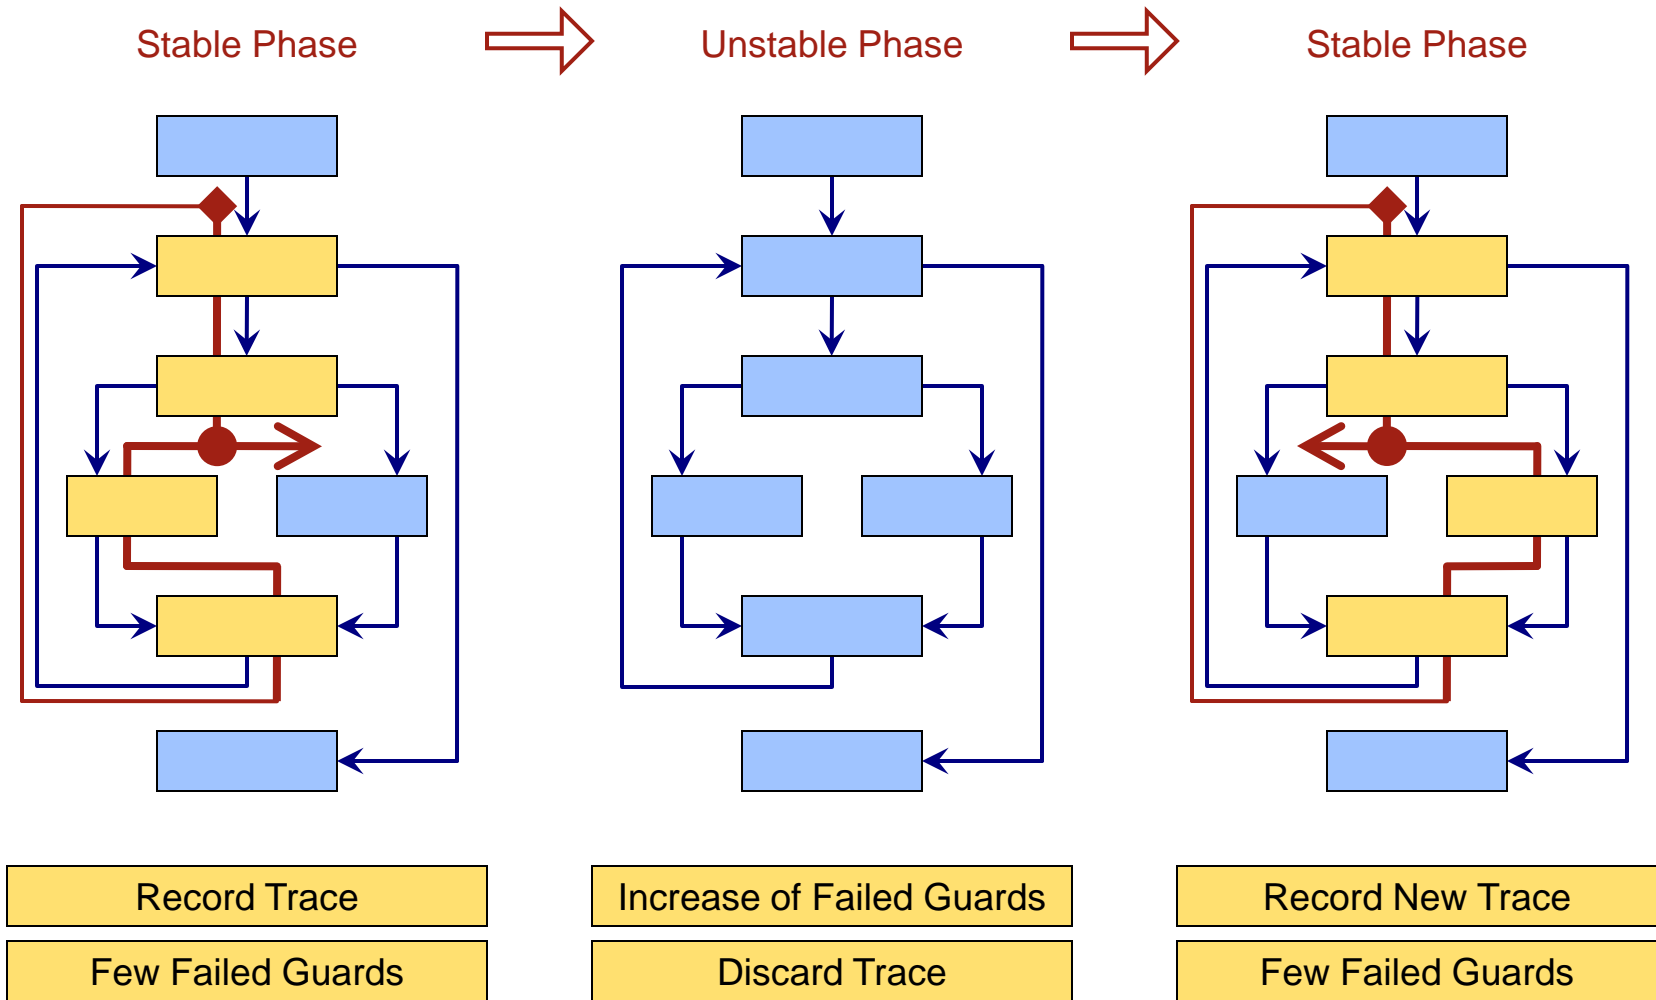 Stable Phase
Unstable Phase
Stable Phase
Record Trace
Increase of Failed Guards
Record New Trace
Few Failed Guards
Discard Trace
Few Failed Guards